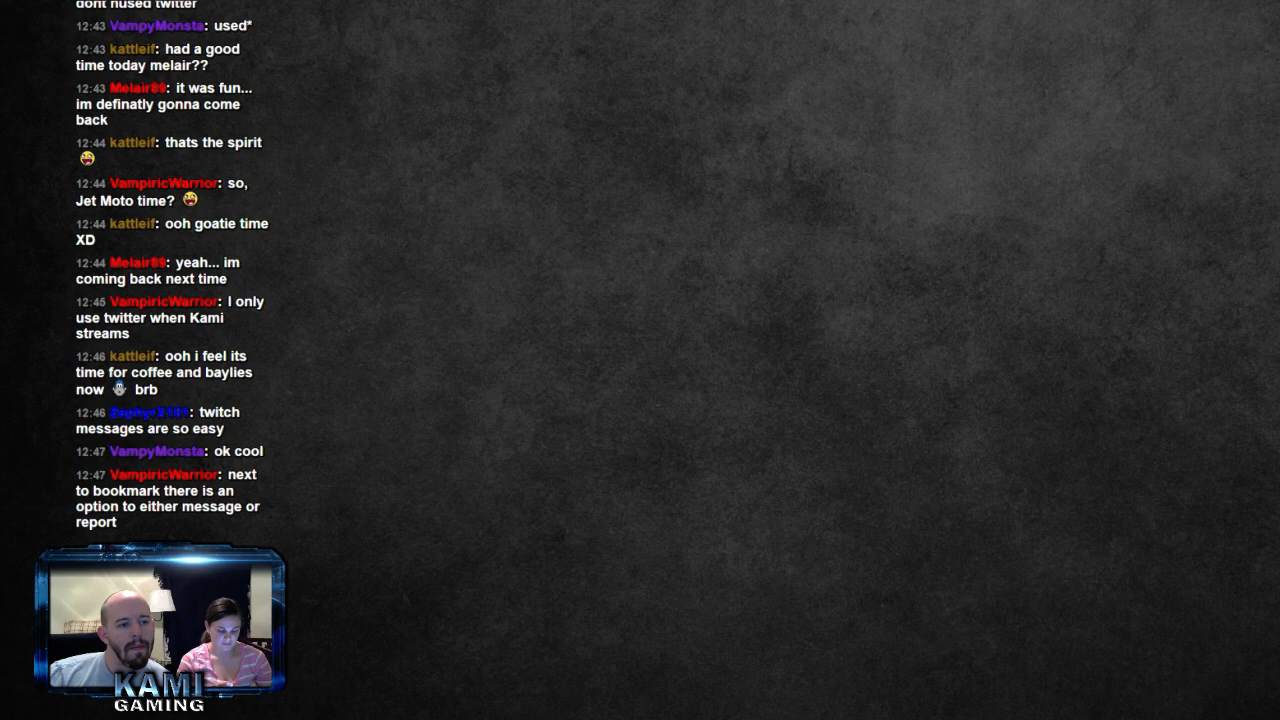 dont nused twitter
12:43 VampyMonsta: used*
12:43 kattleif: had a good
time today melair??
12:43 Melair89: it was fun...
im definatly gonna come
back
12:44 kattleif: thats the spirit
12:44 VampiricWarrior: so,
Jet Moto time?
12:44 kattleif: ooh goatie time
XD
12:44 Melair89: yeah... im
coming back next time
12:45 VampiricWarrior: I only
use twitter when Kami
streams
12:46 kattleif: ooh i feel its
time for coffee and baylies
now brb
12:46 ZephyrX101: twitch
messages are so easy
12:47 VampyMonsta: ok cool
12:47 VampiricWarrior: next
to bookmark there is an
option to either message or
report
KAMI
GAMING